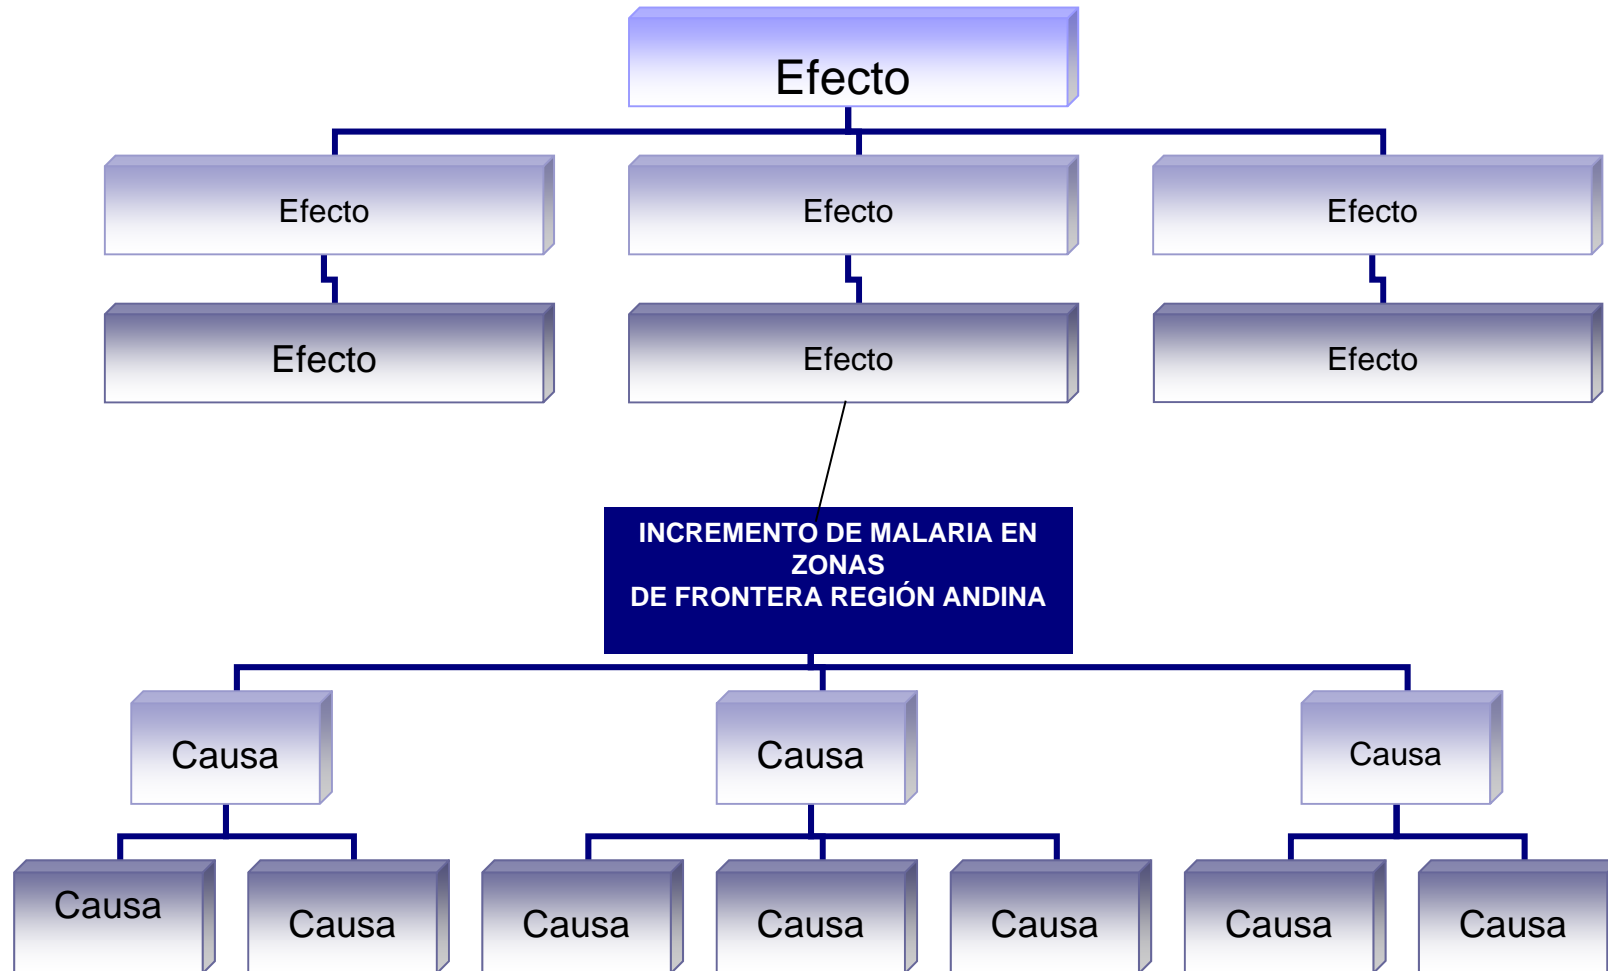 Efecto
Efecto
Efecto
Efecto
Efecto
Efecto
Efecto
INCREMENTO DE MALARIA EN
ZONAS
DE FRONTERA REGIÓN ANDINA
Causa
Causa
Causa
Causa
Causa
Causa
Causa
Causa
Causa
Causa